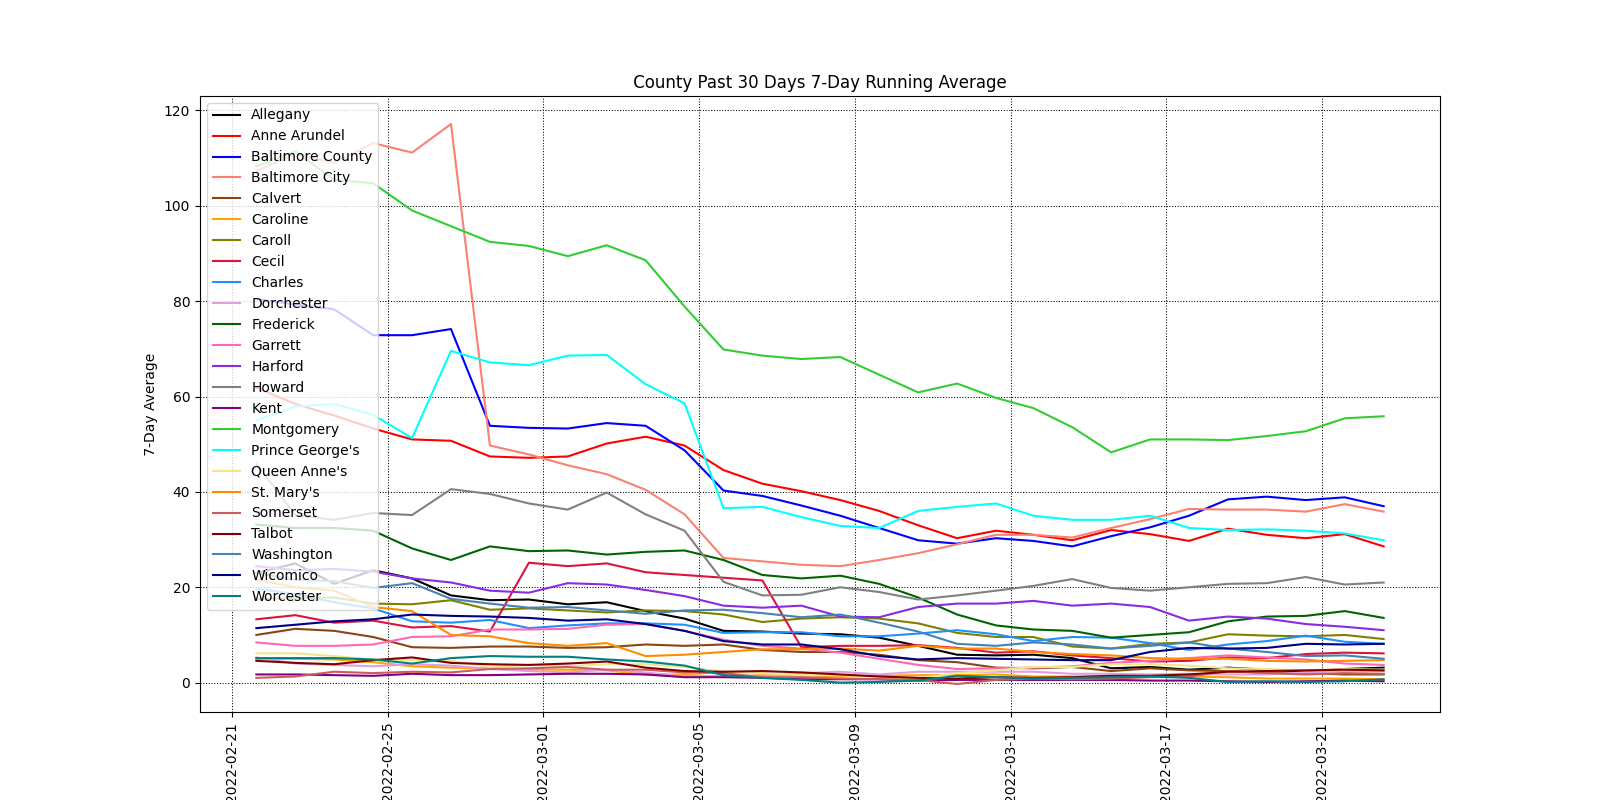 County Past 30 Days 7-Day Running Average
7-Day Average
120
100
80
60
40
20
0
Allegany
Anne Arundel
Baltimore County
Baltimore City
Calvert
Caroline
Caroll
Cecil
Charles
Dorchester
Frederick
Garrett
Harford
Howard
Kent
Montgomery
Prince George's
Queen Anne's
St. Mary's
Somerset
Talbot
Washington
Wicomico
Worcester
2022-02-21
2022-02-25
2022-03-01
2022-03-05
2022-03-09
2022-03-13
2022-03-17
2022-03-21